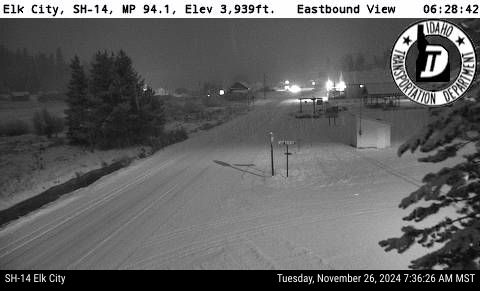 Elk City, SH-14, MP 94.1, Elev 3,939ft. Eastbound View 06:28:42
IDAHO
TRANSPORTATION DEPARTMENT
SH-14 Elk City
Tuesday, November 26, 2024 7:36:26 AM MST